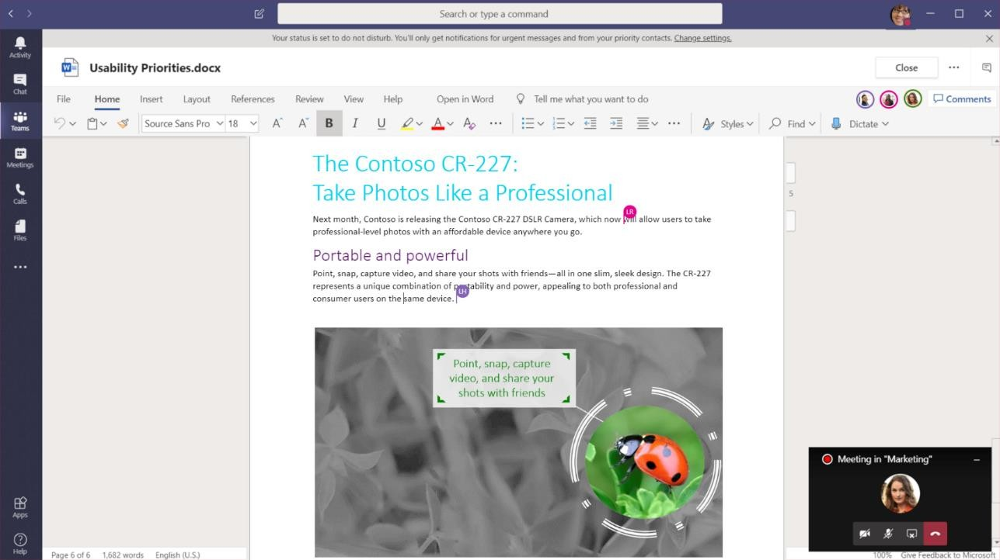 Search or type a command
Your status is set to do not disturb. You'll only get notifications for urgent messages and from your priority contacts. Change settings.
Activity
Chat
Teams
Meetings
Calls
Files
Apps
Help
Usability Priorities.docx
Close
File Home Insert Layout References Review View Help Open in Word Tell me what you want to do Comments
Source Sans Pro 18 B I U A Styles Find Dictate
The Contoso CR-227:
Take Photos Like a Professional
LR
Next month, Contoso is releasing the Contoso CR-227 DSLR Camera, which now will allow users to take
professional-level photos with an affordable device anywhere you go.
Portable and powerful
Point, snap, capture video, and share your shots with friends—all in one slim, sleek design. The CR-227
represents a unique combination of portability and power, appealing to both professional and
LH
consumer users on the same device.
5
Point, snap, capture
video, and share your
shots with friends
Meeting in "Marketing"
Page 6 of 6 1,682 words English (U.S.) 100% Give Feedback to Microsoft